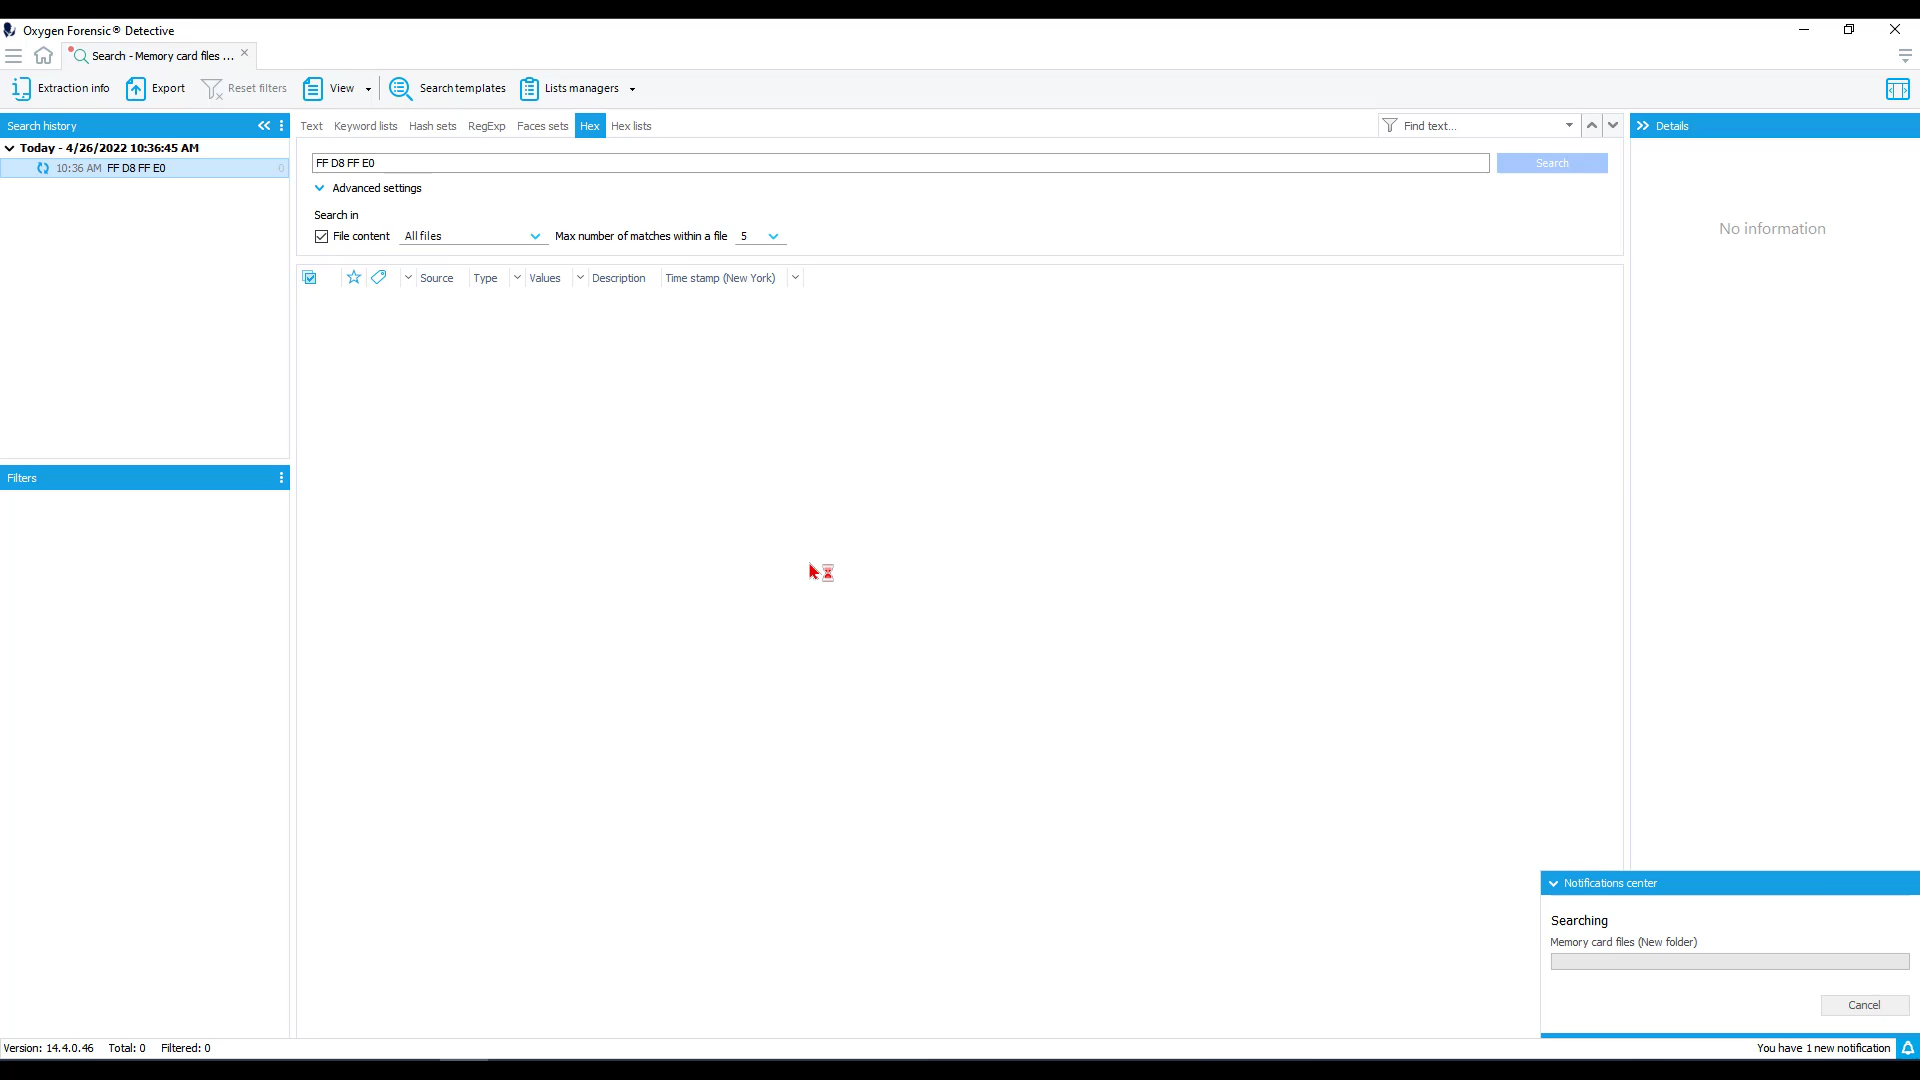 Oxygen Forensic® Detective
Search - Memory card files ...
Extraction info Export Reset filters View Search templates Lists managers
Search history
Today - 4/26/2022 10:36:45 AM
10:36 AM FF D8 FF E0 0
Text Keyword lists Hash sets RegExp Faces sets Hex Hex lists Find text...
FF D8 FF E0 Search
Advanced settings
Search in
File content All files Max number of matches within a file 5
Source Type Values Description Time stamp (New York)
Details
No information
Filters
Notifications center
Searching
Memory card files (New folder)
Cancel
Version: 14.4.0.46 Total: 0 Filtered: 0 You have 1 new notification